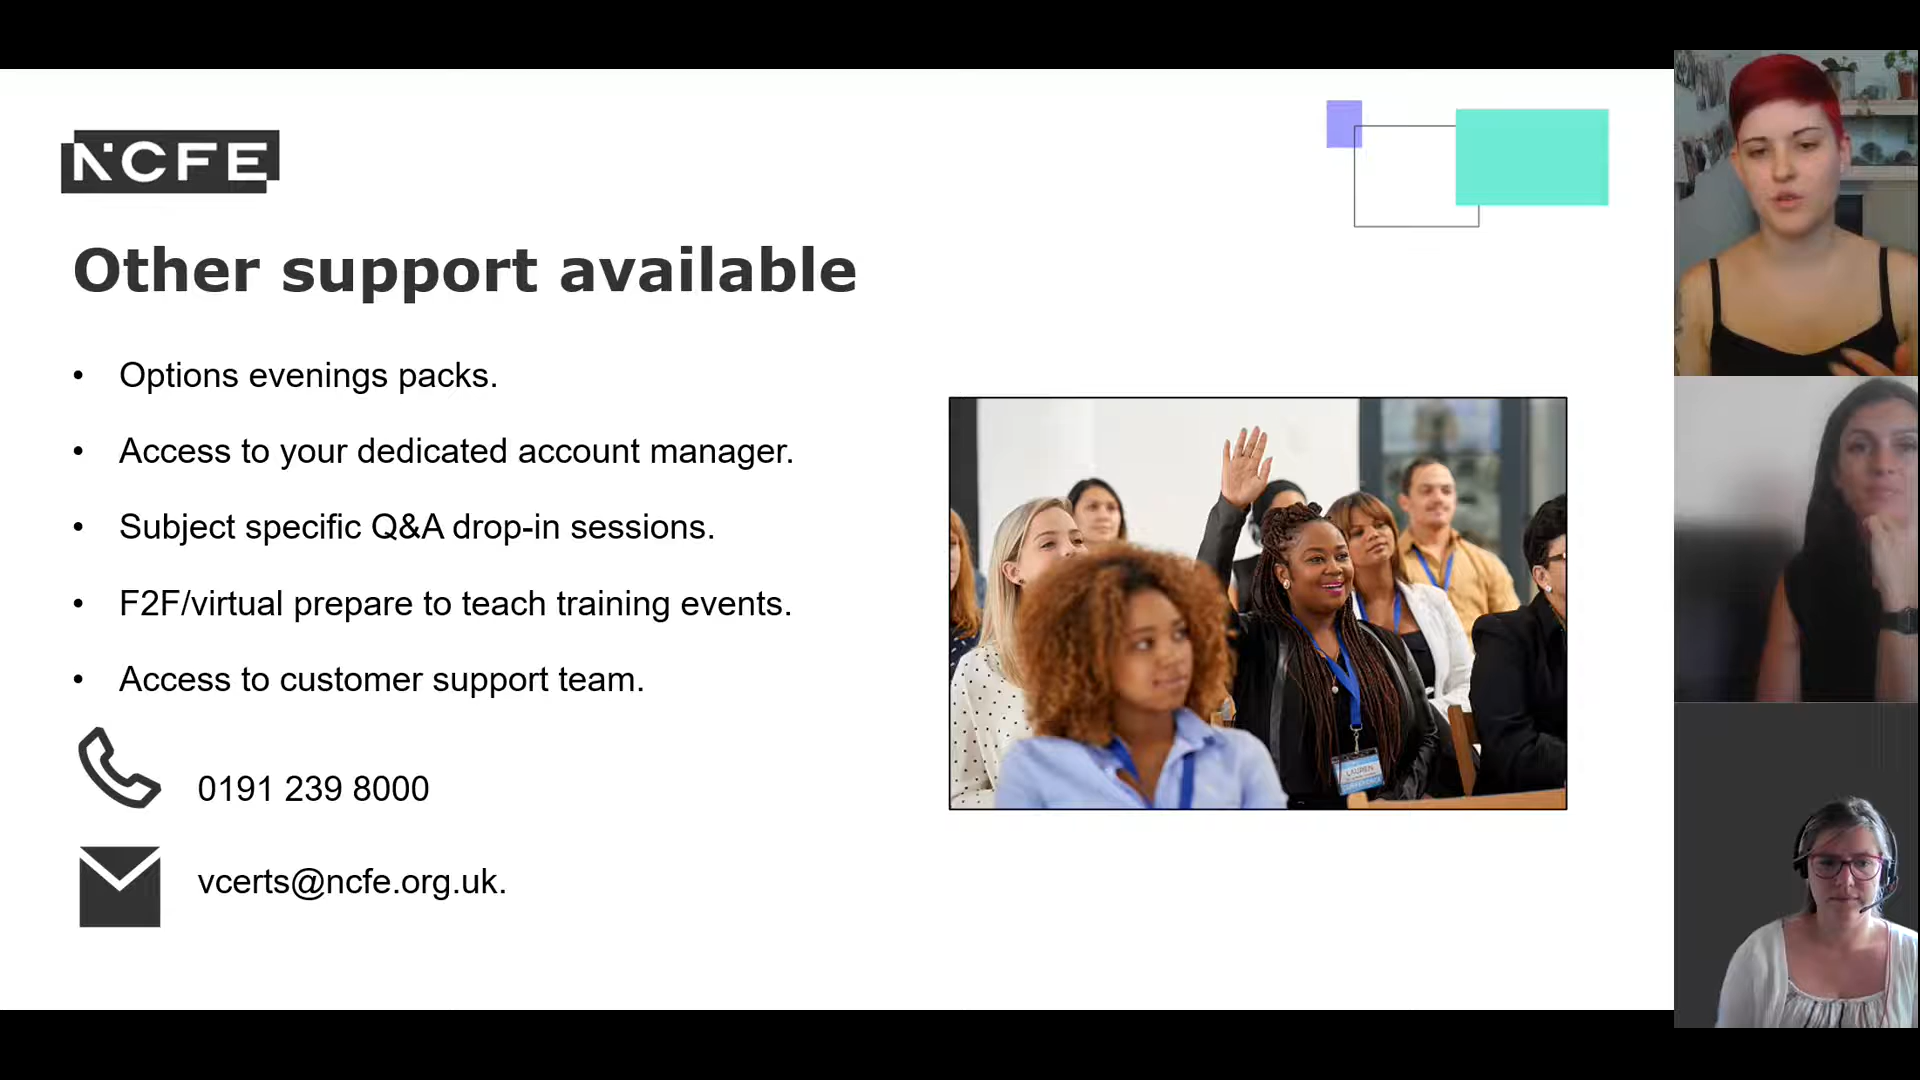 NCFE
Other support available
• Options evenings packs.
• Access to your dedicated account manager.
• Subject specific Q&A drop-in sessions.
• F2F/virtual prepare to teach training events.
• Access to customer support team.
0191 239 8000
vcerts@ncfe.org.uk.
LAUREN